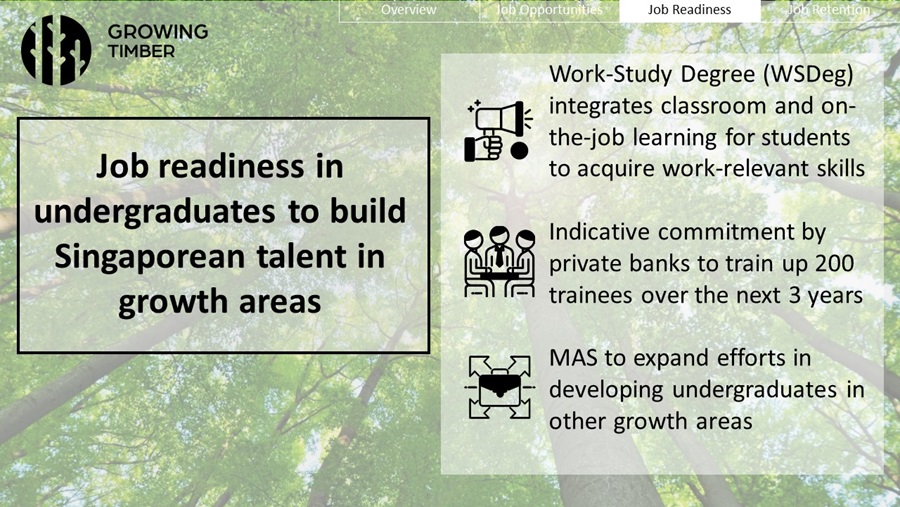 Overview
Job Opportunities
Job Readiness
Job Retention
GROWING
TIMBER
Job readiness in
undergraduates to build
Singaporean talent in
growth areas
Work-Study Degree (WSDeg)
integrates classroom and on-
the-job learning for students
to acquire work-relevant skills
Indicative commitment by
private banks to train up 200
trainees over the next 3 years
MAS to expand efforts in
developing undergraduates in
other growth areas